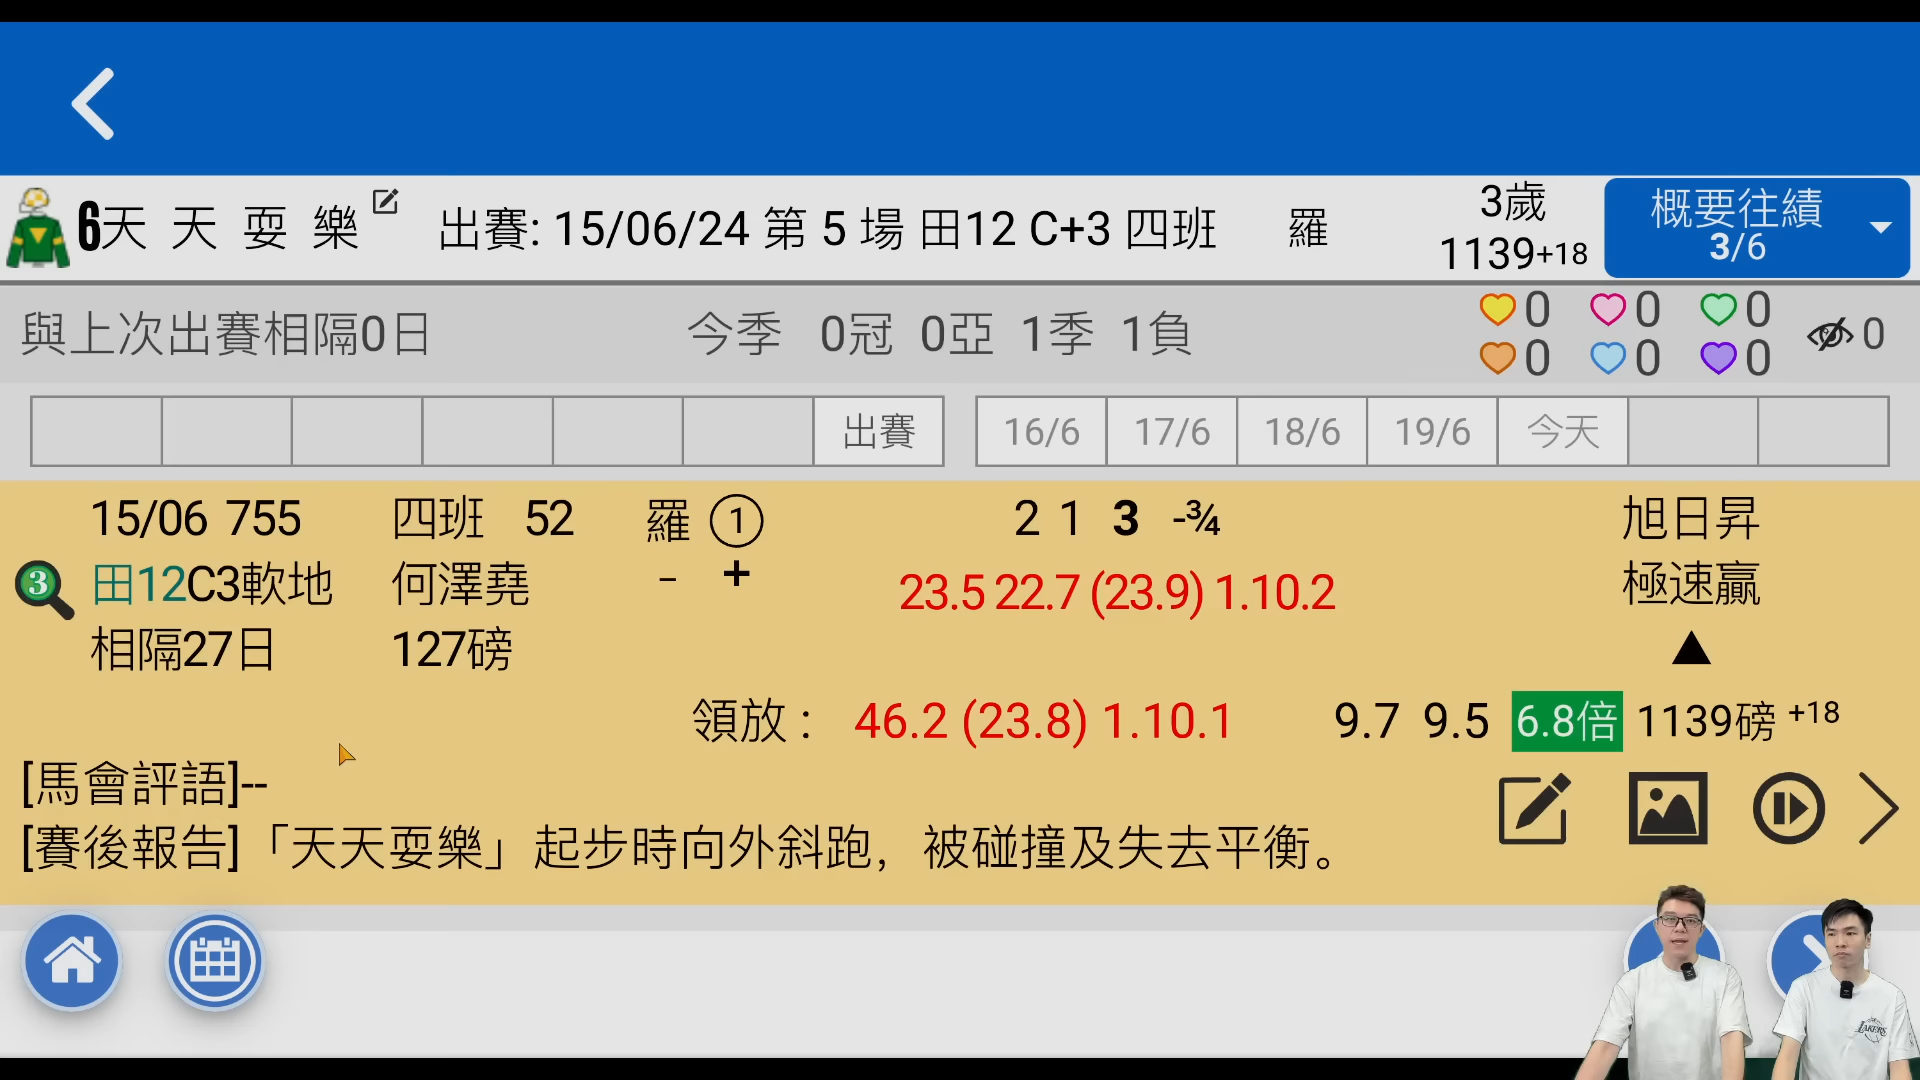 6天天耍樂 出賽: 15/06/24 第 5 場 田12 C+3 四班 羅 3歲 1139+18 概要往績 3/6
與上次出賽相隔0日 今季 0冠 0亞 1季 1負 0 0 0 0 0 0 0
出賽 16/6 17/6 18/6 19/6 今天
15/06 755 四班 52 羅 1 2 1 3 -¾ 旭日昇
3 田12C3軟地 何澤堯 - + 23.5 22.7 (23.9) 1.10.2 極速贏
相隔27日 127磅 ▲
領放 : 46.2 (23.8) 1.10.1 9.7 9.5 6.8倍 1139磅 +18
[馬會評語]--
[賽後報告]「天天耍樂」起步時向外斜跑，被碰撞及失去平衡。
LAKERS